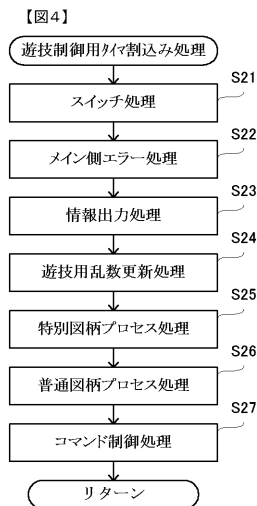 【図4】
遊技制御用タイマ割込み処理
S21
スイッチ処理
S22
メイン側エラー処理
S23
情報出力処理
S24
遊技用乱数更新処理
S25
特別図柄プロセス処理
S26
普通図柄プロセス処理
S27
コマンド制御処理
リターン